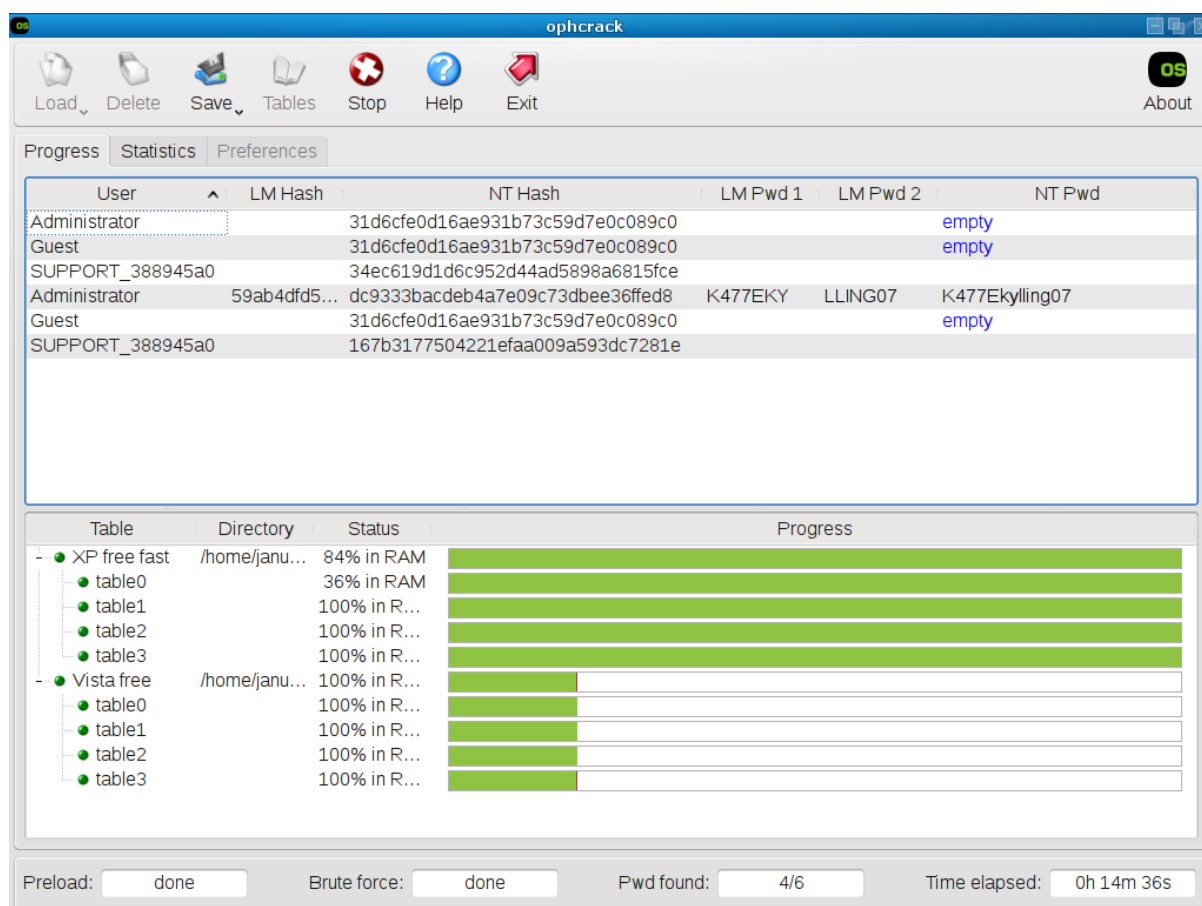 os ophcrack
os
Load Delete Save Tables Stop Help Exit About
Progress Statistics Preferences
User LM Hash NT Hash LM Pwd 1 LM Pwd 2 NT Pwd
Administrator 31d6cfe0d16ae931b73c59d7e0c089c0 empty
Guest 31d6cfe0d16ae931b73c59d7e0c089c0 empty
SUPPORT_388945a0 34ec619d1d6c952d44ad5898a6815fce
Administrator 59ab4dfd5... dc9333bacdeb4a7e09c73dbee36ffed8 K477EKY LLING07 K477Ekylling07
Guest 31d6cfe0d16ae931b73c59d7e0c089c0 empty
SUPPORT_388945a0 167b3177504221efaa009a593dc7281e
Table Directory Status Progress
XP free fast /home/janu... 84% in RAM
table0 36% in RAM
table1 100% in R...
table2 100% in R...
table3 100% in R...
Vista free /home/janu... 100% in R...
table0 100% in R...
table1 100% in R...
table2 100% in R...
table3 100% in R...
Preload: done Brute force: done Pwd found: 4/6 Time elapsed: 0h 14m 36s